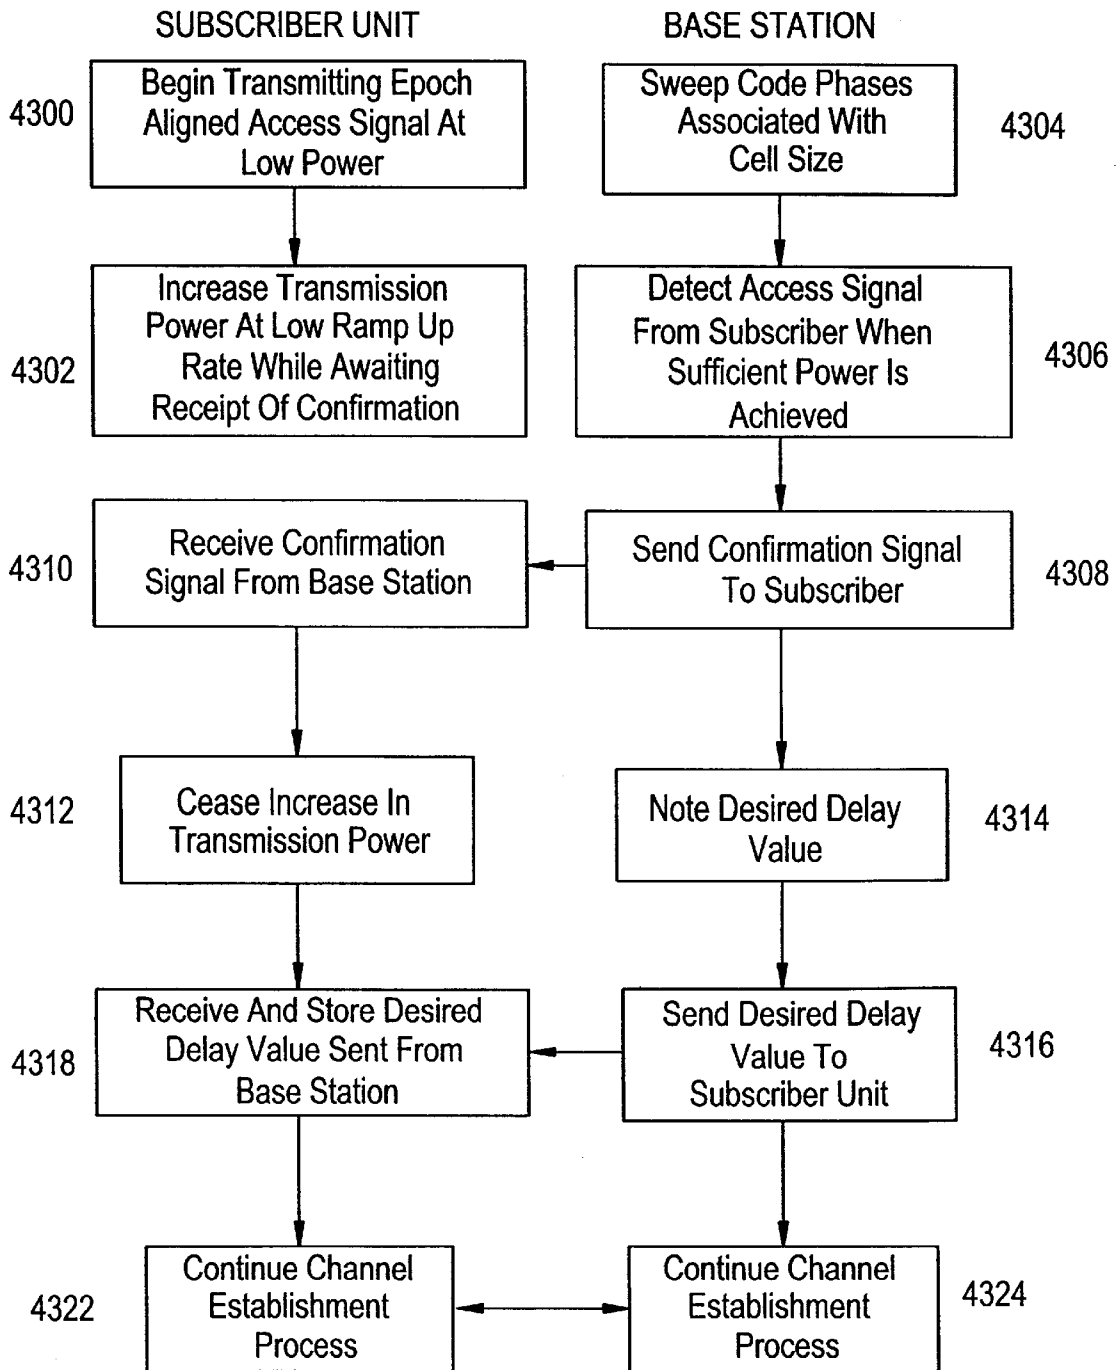 SUBSCRIBER UNIT
BASE STATION
4300
Begin Transmitting Epoch
Aligned Access Signal At
Low Power
Sweep Code Phases
Associated With
Cell Size
4304
4302
Increase Transmission
Power At Low Ramp Up
Rate While Awaiting
Receipt Of Confirmation
Detect Access Signal
From Subscriber When
Sufficient Power Is
Achieved
4306
4310
Receive Confirmation
Signal From Base Station
Send Confirmation Signal
To Subscriber
4308
4312
Cease Increase In
Transmission Power
Note Desired Delay
Value
4314
4318
Receive And Store Desired
Delay Value Sent From
Base Station
Send Desired Delay
Value To
Subscriber Unit
4316
4322
Continue Channel
Establishment
Process
Continue Channel
Establishment
Process
4324